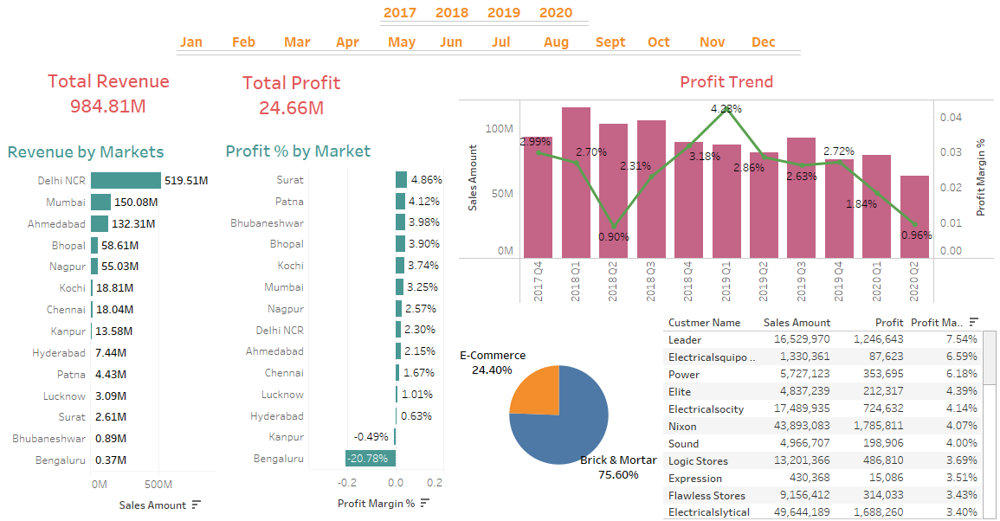 2017 2018 2019 2020
Jan Feb Mar Apr May Jun Jul Aug Sept Oct Nov Dec
Total Revenue
984.81M
Total Profit
24.66M
Revenue by Markets
Delhi NCR 519.51M
Mumbai 150.08M
Ahmedabad 132.31M
Bhopal 58.61M
Nagpur 55.03M
Kochi 18.81M
Chennai 18.04M
Kanpur 13.58M
Hyderabad 7.44M
Patna 4.43M
Lucknow 3.09M
Surat 2.61M
Bhubaneshwar 0.89M
Bengaluru 0.37M
0M 500M
Sales Amount
Profit % by Market
Surat 4.86%
Patna 4.12%
Bhubaneshwar 3.98%
Bhopal 3.90%
Kochi 3.74%
Mumbai 3.25%
Nagpur 2.57%
Delhi NCR 2.30%
Ahmedabad 2.15%
Chennai 1.67%
Lucknow 1.01%
Hyderabad 0.63%
Kanpur -0.49%
Bengaluru -20.78%
-0.2 0.0 0.2
Profit Margin %
Profit Trend
Sales Amount
100M
50M
0M
2.99%
2.70%
0.90%
2.31%
3.18%
4.23%
2.86%
2.63%
2.72%
1.84%
0.96%
0.04
0.03
0.02
0.01
0.00
Profit Margin %
2017 Q4
2018 Q1
2018 Q2
2018 Q3
2018 Q4
2019 Q1
2019 Q2
2019 Q3
2019 Q4
2020 Q1
2020 Q2
E-Commerce
24.40%
Brick & Mortar
75.60%
Custmer Name Sales Amount Profit Profit Ma..
Leader 16,529,970 1,246,643 7.54%
Electricalsquipo .. 1,330,361 87,623 6.59%
Power 5,727,123 353,695 6.18%
Elite 4,837,239 212,317 4.39%
Electricalsocity 17,489,935 724,632 4.14%
Nixon 43,893,083 1,785,811 4.07%
Sound 4,966,707 198,906 4.00%
Logic Stores 13,201,366 486,810 3.69%
Expression 430,368 15,086 3.51%
Flawless Stores 9,156,412 314,033 3.43%
Electricalslytical 49,644,189 1,688,260 3.40%